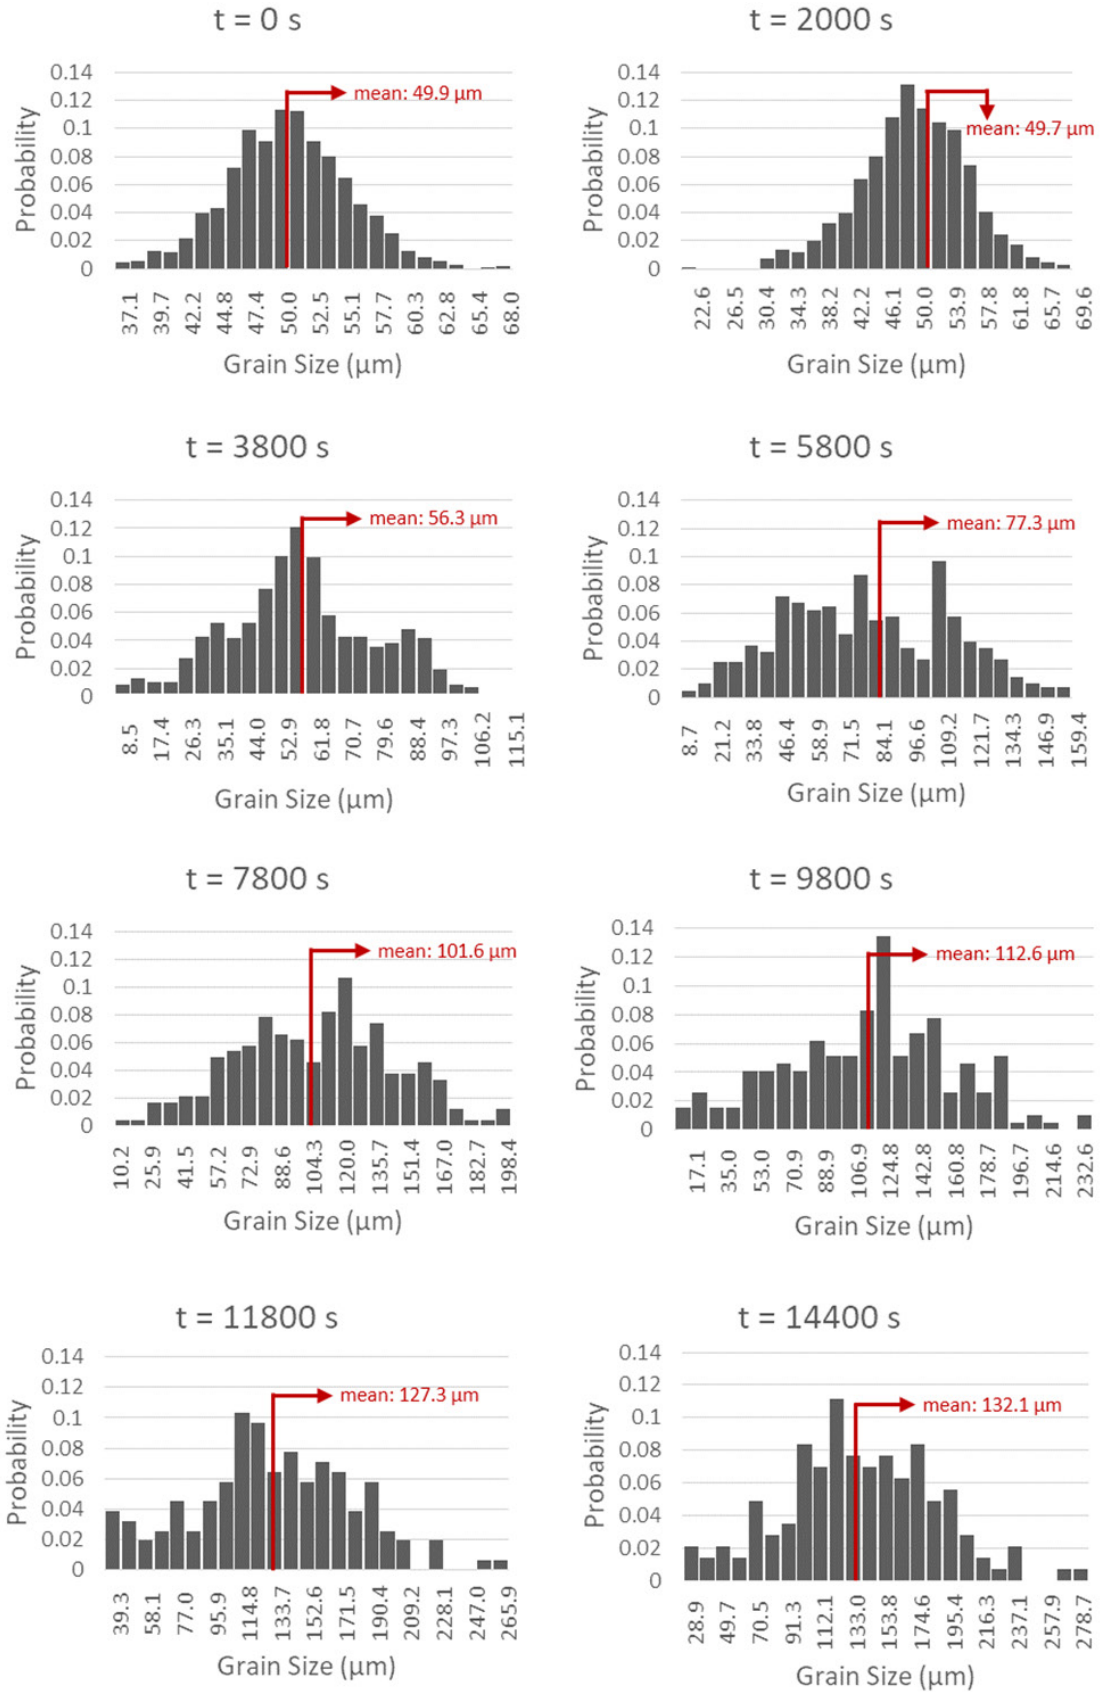 t = 0 s
0.14
0.12
0.1
0.08
0.06
0.04
0.02
0
Probability
mean: 49.9 µm
37.1 39.7 42.2 44.8 47.4 50.0 52.5 55.1 57.7 60.3 62.8 65.4 68.0
Grain Size (µm)
t = 2000 s
0.14
0.12
0.1
0.08
0.06
0.04
0.02
0
Probability
mean: 49.7 µm
22.6 26.5 30.4 34.3 38.2 42.2 46.1 50.0 53.9 57.8 61.8 65.7 69.6
Grain Size (µm)
t = 3800 s
0.14
0.12
0.1
0.08
0.06
0.04
0.02
0
Probability
mean: 56.3 µm
8.5 17.4 26.3 35.1 44.0 52.9 61.8 70.7 79.6 88.4 97.3 106.2 115.1
Grain Size (µm)
t = 5800 s
0.14
0.12
0.1
0.08
0.06
0.04
0.02
0
Probability
mean: 77.3 µm
8.7 21.2 33.8 46.4 58.9 71.5 84.1 96.6 109.2 121.7 134.3 146.9 159.4
Grain Size (µm)
t = 7800 s
0.14
0.12
0.1
0.08
0.06
0.04
0.02
0
Probability
mean: 101.6 µm
10.2 25.9 41.5 57.2 72.9 88.6 104.3 120.0 135.7 151.4 167.0 182.7 198.4
Grain Size (µm)
t = 9800 s
0.14
0.12
0.1
0.08
0.06
0.04
0.02
0
Probability
mean: 112.6 µm
17.1 35.0 53.0 70.9 88.9 106.9 124.8 142.8 160.8 178.7 196.7 214.6 232.6
Grain Size (µm)
t = 11800 s
0.14
0.12
0.1
0.08
0.06
0.04
0.02
0
Probability
mean: 127.3 µm
39.3 58.1 77.0 95.9 114.8 133.7 152.6 171.5 190.4 209.2 228.1 247.0 265.9
Grain Size (µm)
t = 14400 s
0.14
0.12
0.1
0.08
0.06
0.04
0.02
0
Probability
mean: 132.1 µm
28.9 49.7 70.5 91.3 112.1 133.0 153.8 174.6 195.4 216.3 237.1 257.9 278.7
Grain Size (µm)